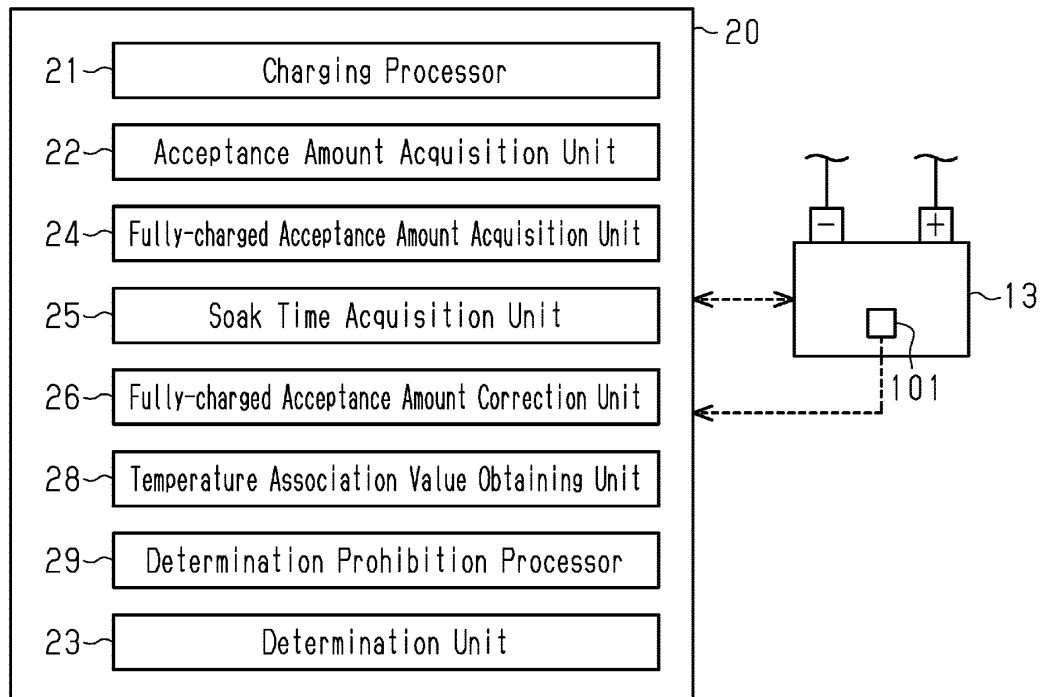 20
21 Charging Processor
22 Acceptance Amount Acquisition Unit
24 Fully-charged Acceptance Amount Acquisition Unit
25 Soak Time Acquisition Unit
26 Fully-charged Acceptance Amount Correction Unit
28 Temperature Association Value Obtaining Unit
29 Determination Prohibition Processor
23 Determination Unit
− +
13
101